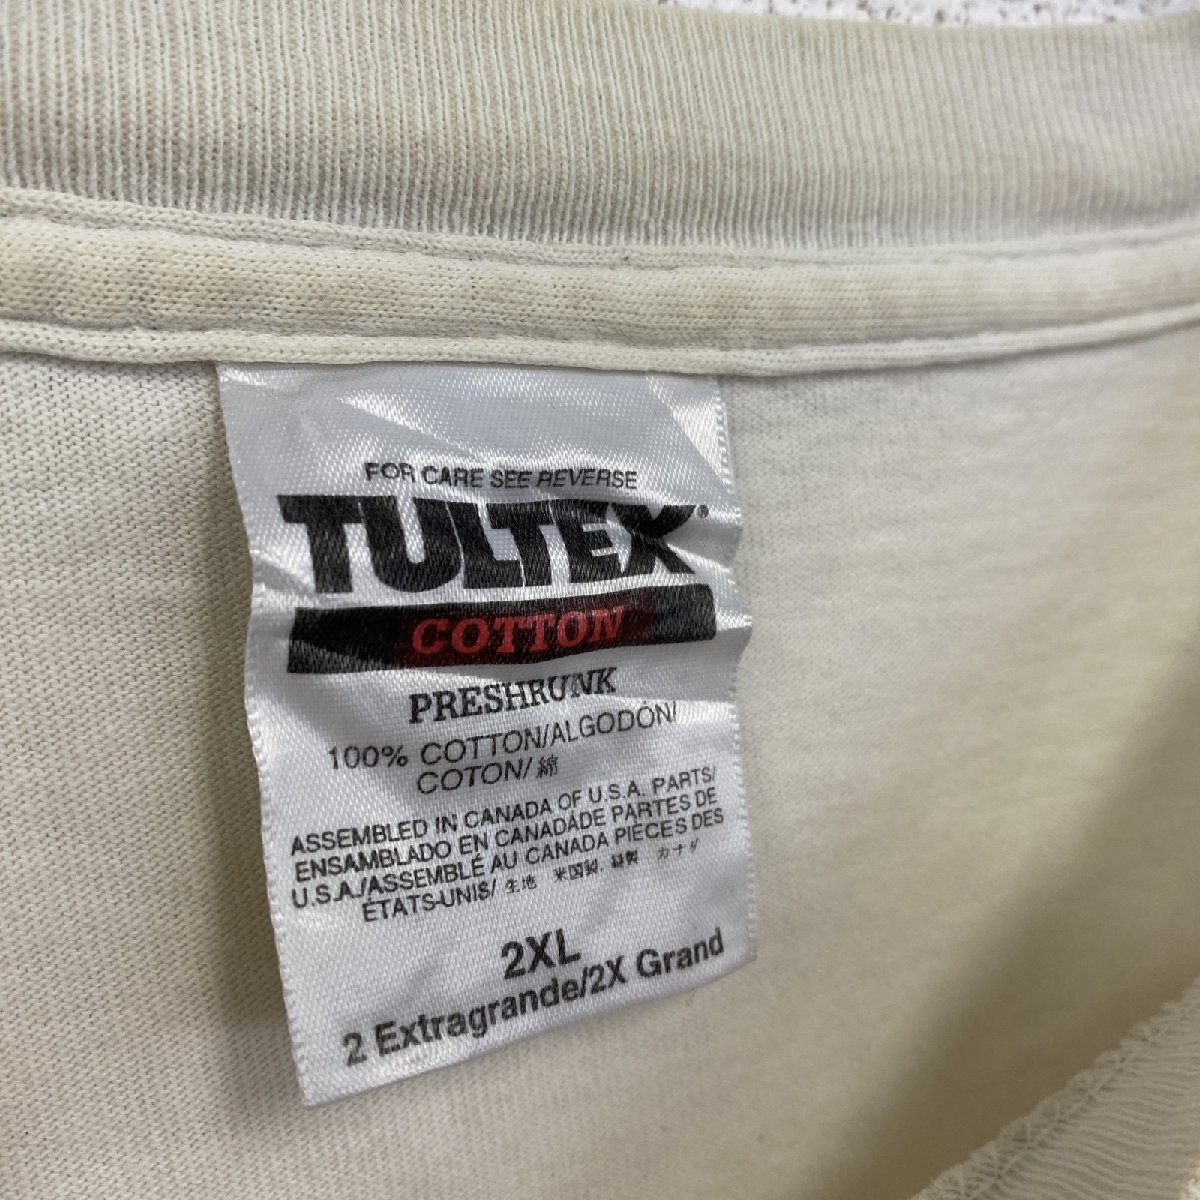 FOR CARE SEE REVERSE
TULTEX®
COTTON
PRESHRUNK
100% COTTON/ALGODÓN/
COTON/綿
ASSEMBLED IN CANADA OF U.S.A. PARTS/
ENSAMBLADO EN CANADÁDE PARTES DE
U.S.A./ASSEMBLÉ AU CANADA PIÈCES DES
ÉTATS-UNIS/ 生地 米国製. 縫製 カナダ
2XL
2 Extragrande/2X Grand